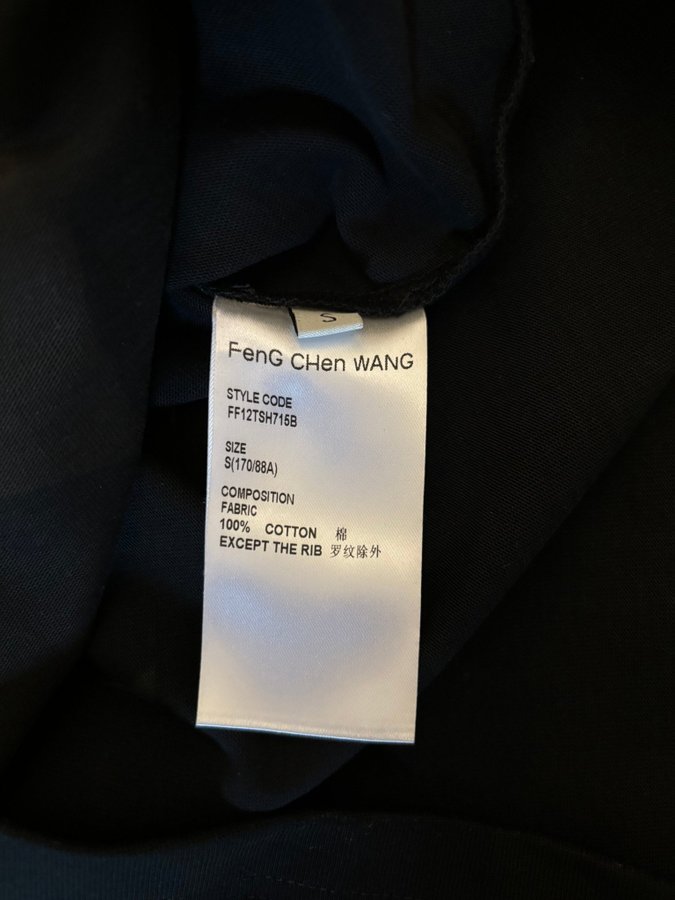 S
FenG CHen WANG
STYLE CODE
FF12TSH715B
SIZE
S(170/88A)
COMPOSITION
FABRIC
100% COTTON 棉
EXCEPT THE RIB 罗纹除外